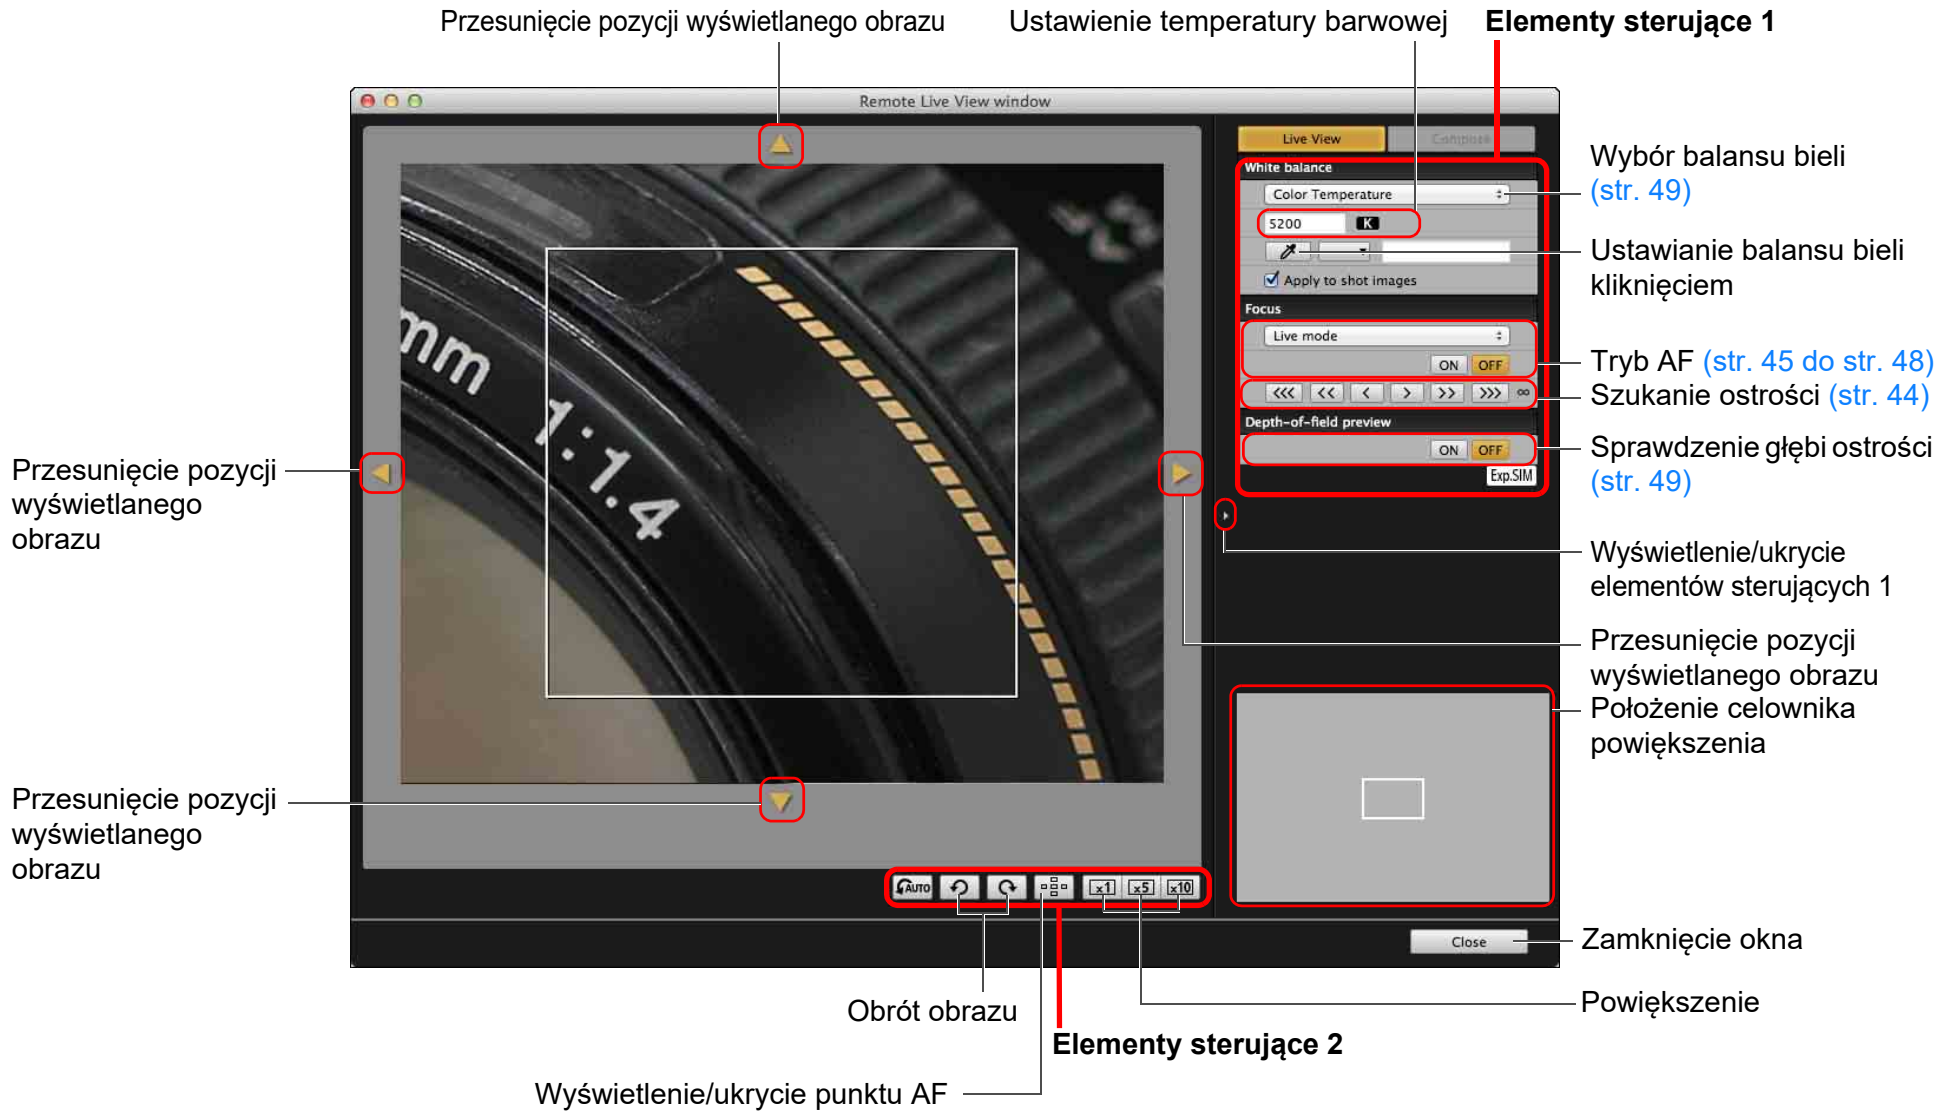 Przesunięcie pozycji wyświetlanego obrazu
Ustawienie temperatury barwowej
Elementy sterujące 1
Remote Live View window
Live View
Compose
White balance
Color Temperature
5200
K
Apply to shot images
Focus
Live mode
ON OFF
<<< << < > >> >>> ∞
Depth-of-field preview
ON OFF
Exp.SIM
mm 1:1.4
Wybór balansu bieli
(str. 49)
Ustawianie balansu bieli
kliknięciem
Tryb AF (str. 45 do str. 48)
Szukanie ostrości (str. 44)
Sprawdzenie głębi ostrości
(str. 49)
Wyświetlenie/ukrycie
elementów sterujących 1
Przesunięcie pozycji
wyświetlanego obrazu
Położenie celownika
powiększenia
Przesunięcie pozycji
wyświetlanego
obrazu
Przesunięcie pozycji
wyświetlanego
obrazu
AUTO
x1 x5 x10
Close
Zamknięcie okna
Powiększenie
Obrót obrazu
Elementy sterujące 2
Wyświetlenie/ukrycie punktu AF